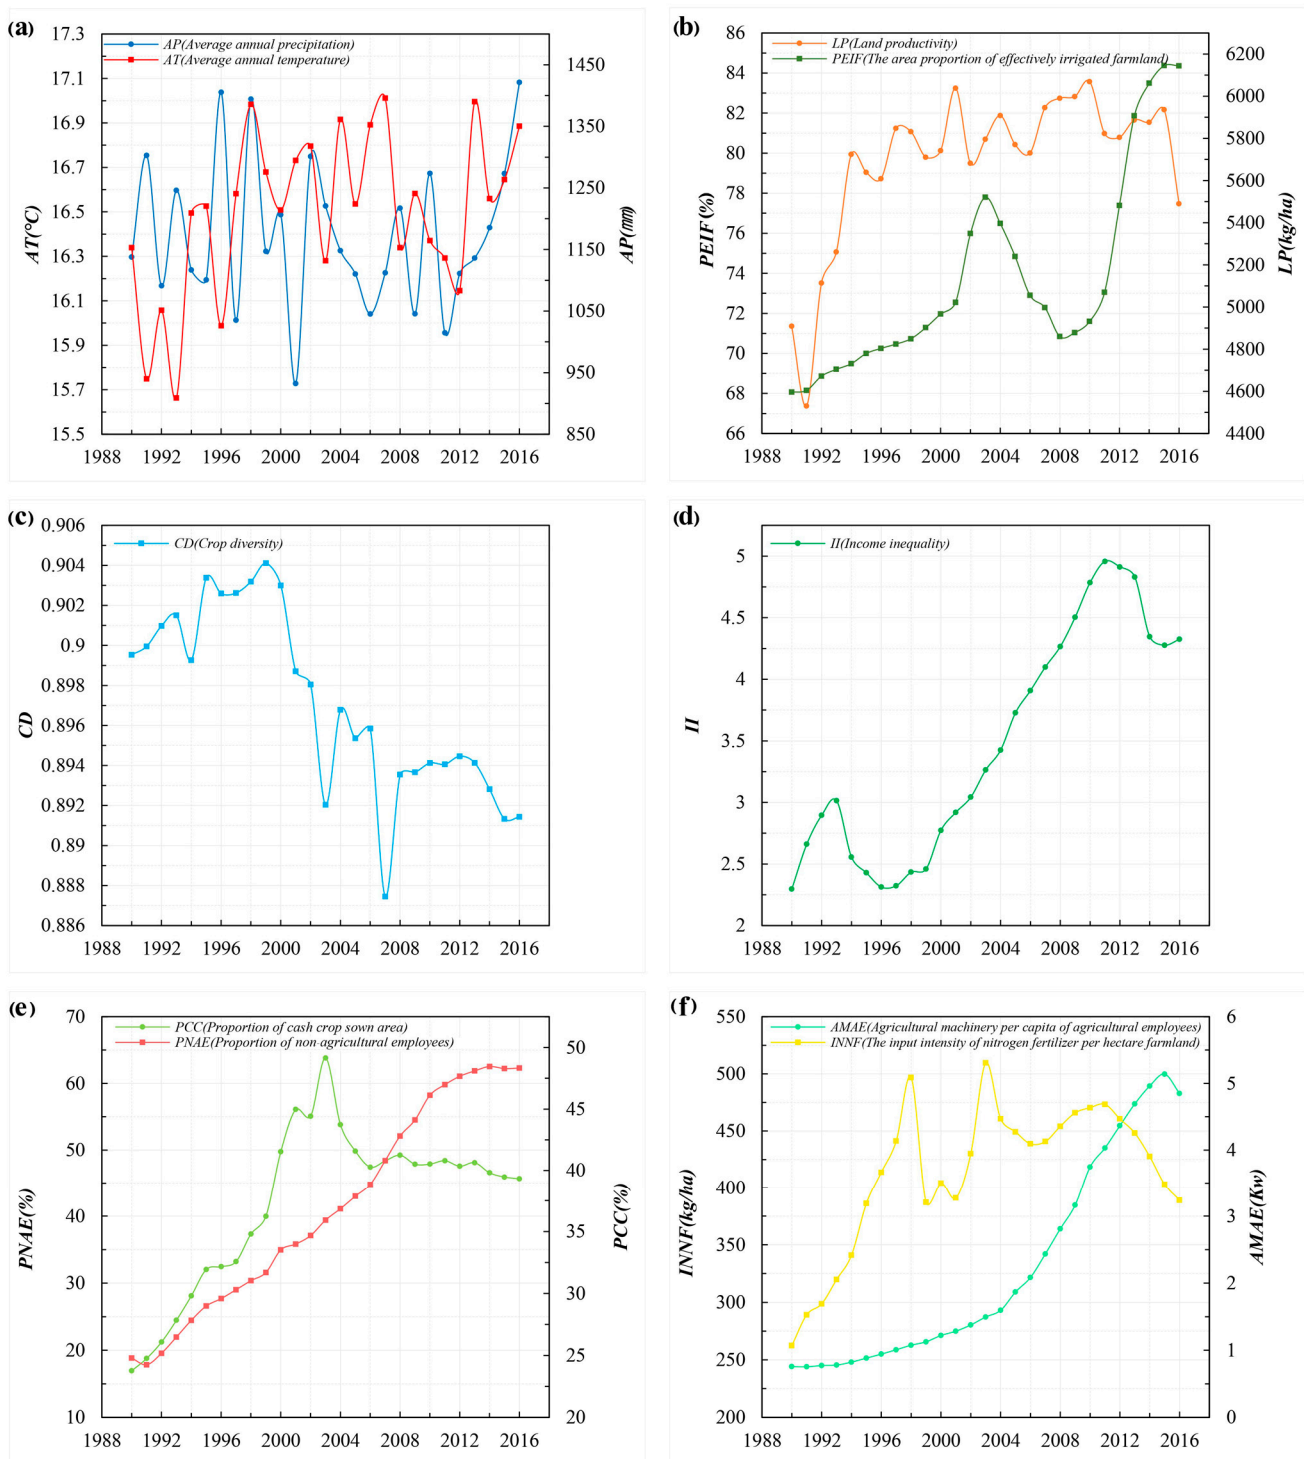 (a)
17.3
17.1
16.9
16.7
16.5
16.3
16.1
15.9
15.7
15.5
AT(°C)
AP(Average annual precipitation)
AT(Average annual temperature)
1450
1350
1250
1150
1050
950
850
AP(㎜)
1988 1992 1996 2000 2004 2008 2012 2016
(b)
86
84
82
80
78
76
74
72
70
68
66
PEIF(%)
LP(Land productivity)
PEIF(The area proportion of effectively irrigated farmland)
6200
6000
5800
5600
5400
5200
5000
4800
4600
4400
LP(kg/ha)
1988 1992 1996 2000 2004 2008 2012 2016
(c)
0.906
0.904
0.902
0.9
0.898
0.896
0.894
0.892
0.89
0.888
0.886
CD
CD(Crop diversity)
1988 1992 1996 2000 2004 2008 2012 2016
(d)
5
4.5
4
3.5
3
2.5
2
II
II(Income inequality)
1988 1992 1996 2000 2004 2008 2012 2016
(e)
70
60
50
40
30
20
10
PNAE(%)
PCC(Proportion of cash crop sown area)
PNAE(Proportion of non-agricultural employees)
50
45
40
35
30
25
20
PCC(%)
1988 1992 1996 2000 2004 2008 2012 2016
(f)
550
500
450
400
350
300
250
200
INNF(kg/ha)
AMAE(Agricultural machinery per capita of agricultural employees)
INNF(The input intensity of nitrogen fertilizer per hectare farmland)
6
5
4
3
2
1
0
AMAE(Kw)
1988 1992 1996 2000 2004 2008 2012 2016